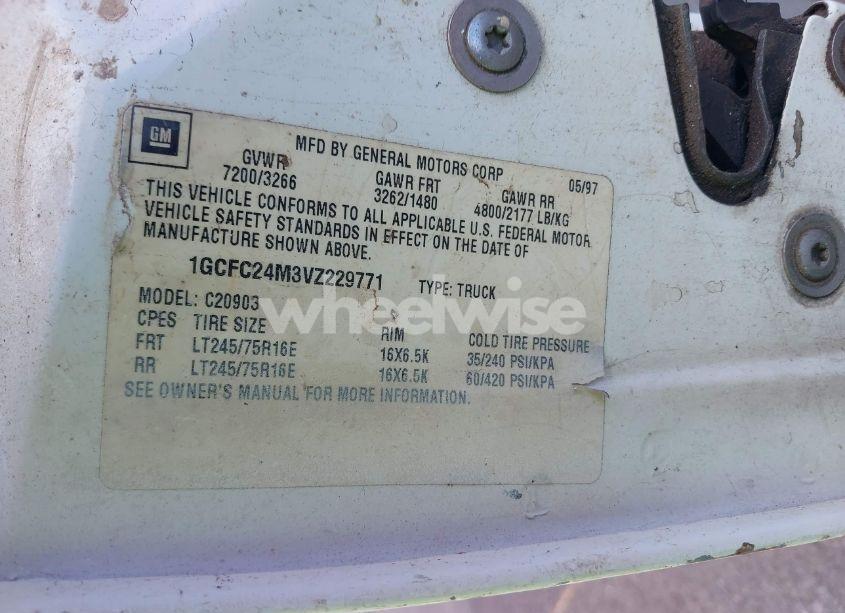 GM
MFD BY GENERAL MOTORS CORP 05/97
GVWR GAWR FRT GAWR RR
7200/3266 3262/1480 4800/2177 LB/KG
THIS VEHICLE CONFORMS TO ALL APPLICABLE U.S. FEDERAL MOTOR
VEHICLE SAFETY STANDARDS IN EFFECT ON THE DATE OF
MANUFACTURE SHOWN ABOVE.
1GCFC24M3VZ229771 TYPE: TRUCK
MODEL: C20903
CPES TIRE SIZE RIM COLD TIRE PRESSURE
FRT LT245/75R16E 16X6.5K 35/240 PSI/KPA
RR LT245/75R16E 16X6.5K 60/420 PSI/KPA
SEE OWNER'S MANUAL FOR MORE INFORMATION.
wheelwise